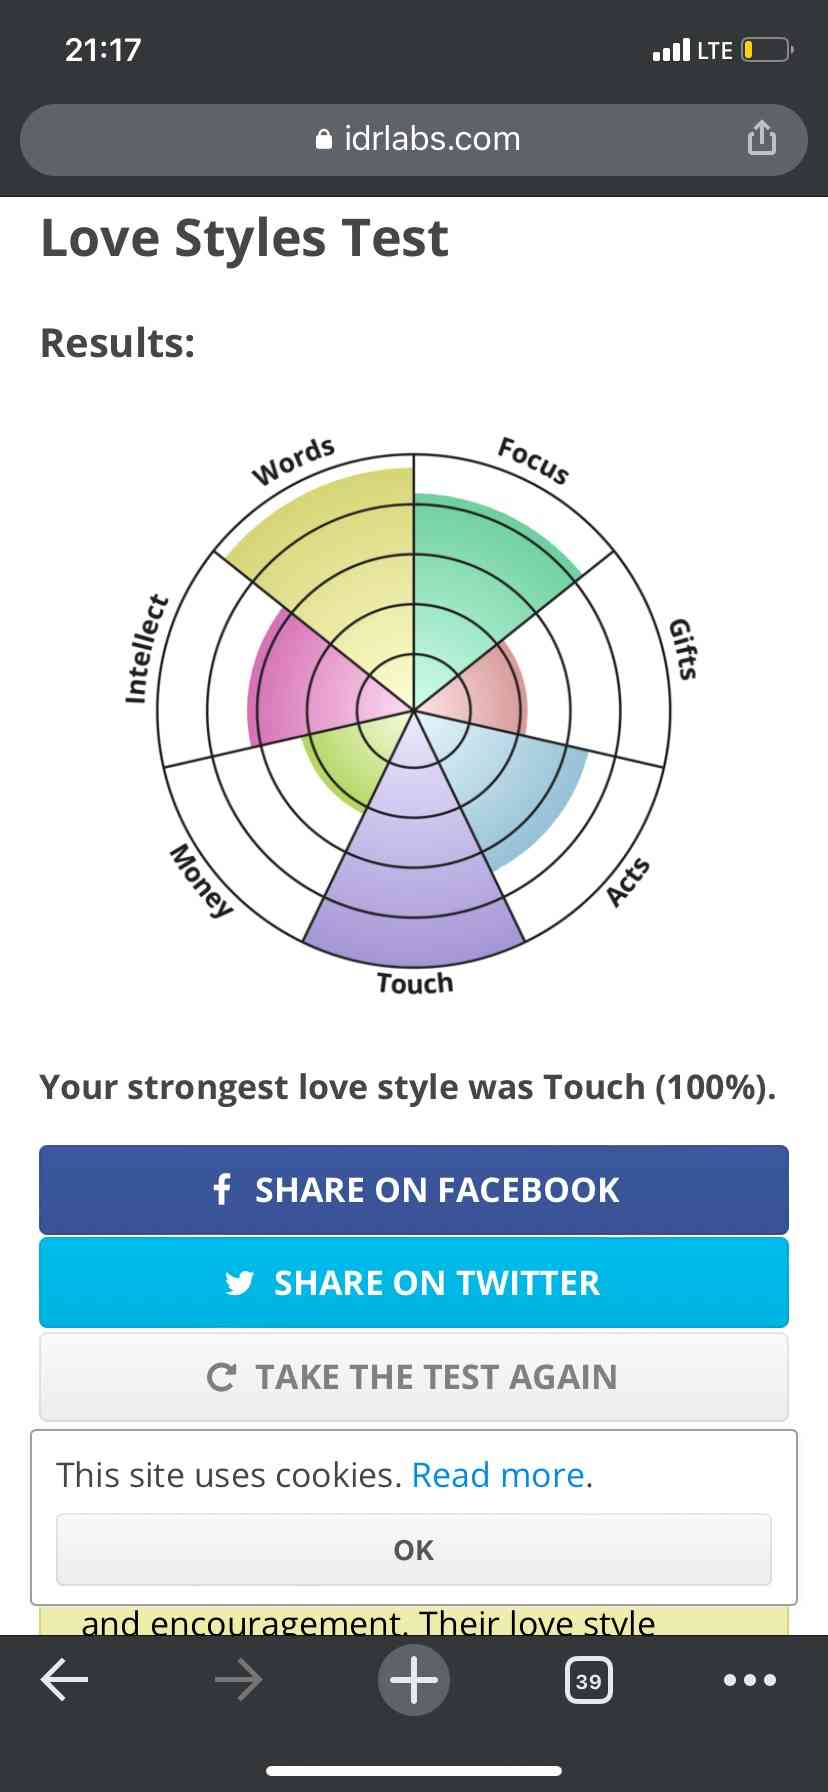 21:17
LTE
idrlabs.com
Love Styles Test
Results:
Words
Focus
Intellect
Gifts
Money
Acts
Touch
Your strongest love style was Touch (100%).
SHARE ON FACEBOOK
SHARE ON TWITTER
TAKE THE TEST AGAIN
This site uses cookies. Read more.
OK
and encouragement. Their love style
39